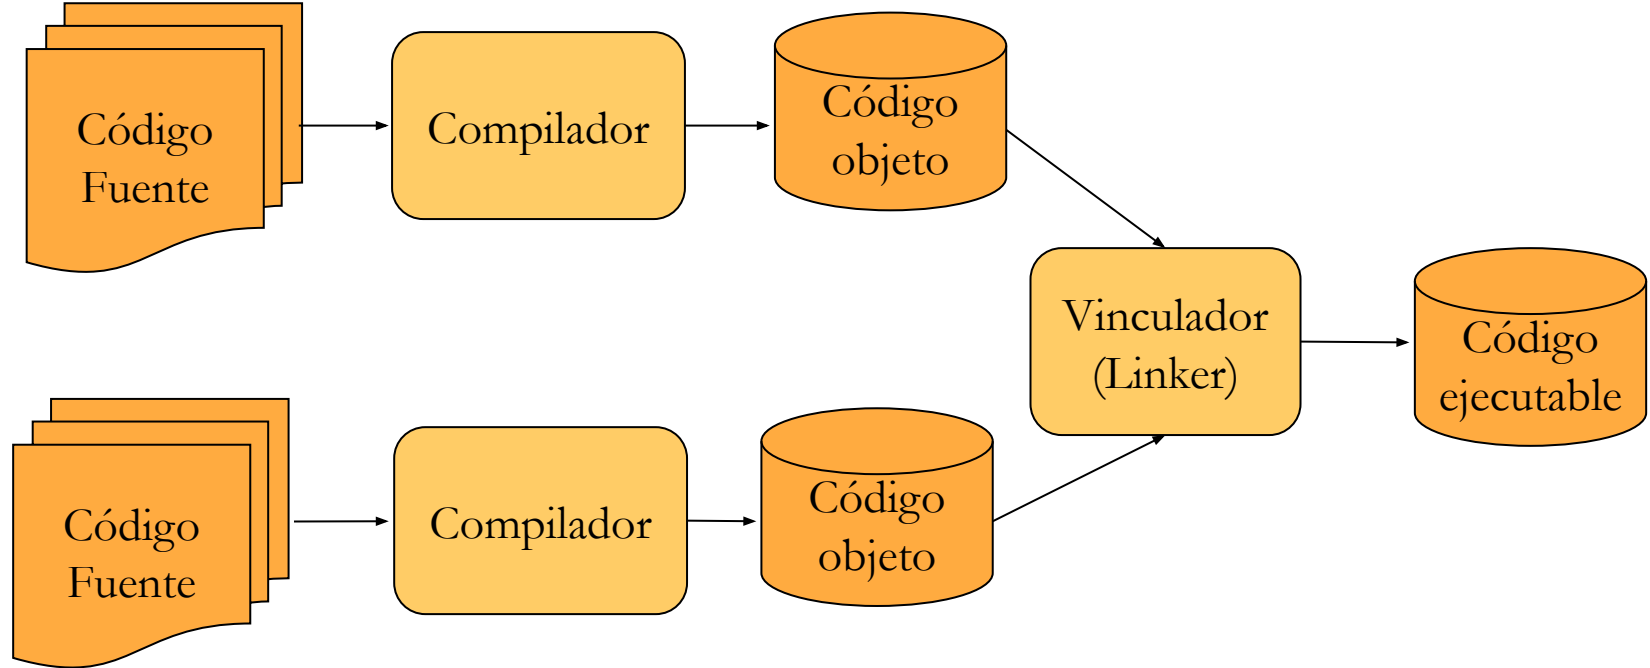 Código
Fuente
Compilador
Código
objeto
Vinculador
(Linker)
Código
ejecutable
Código
Fuente
Compilador
Código
objeto